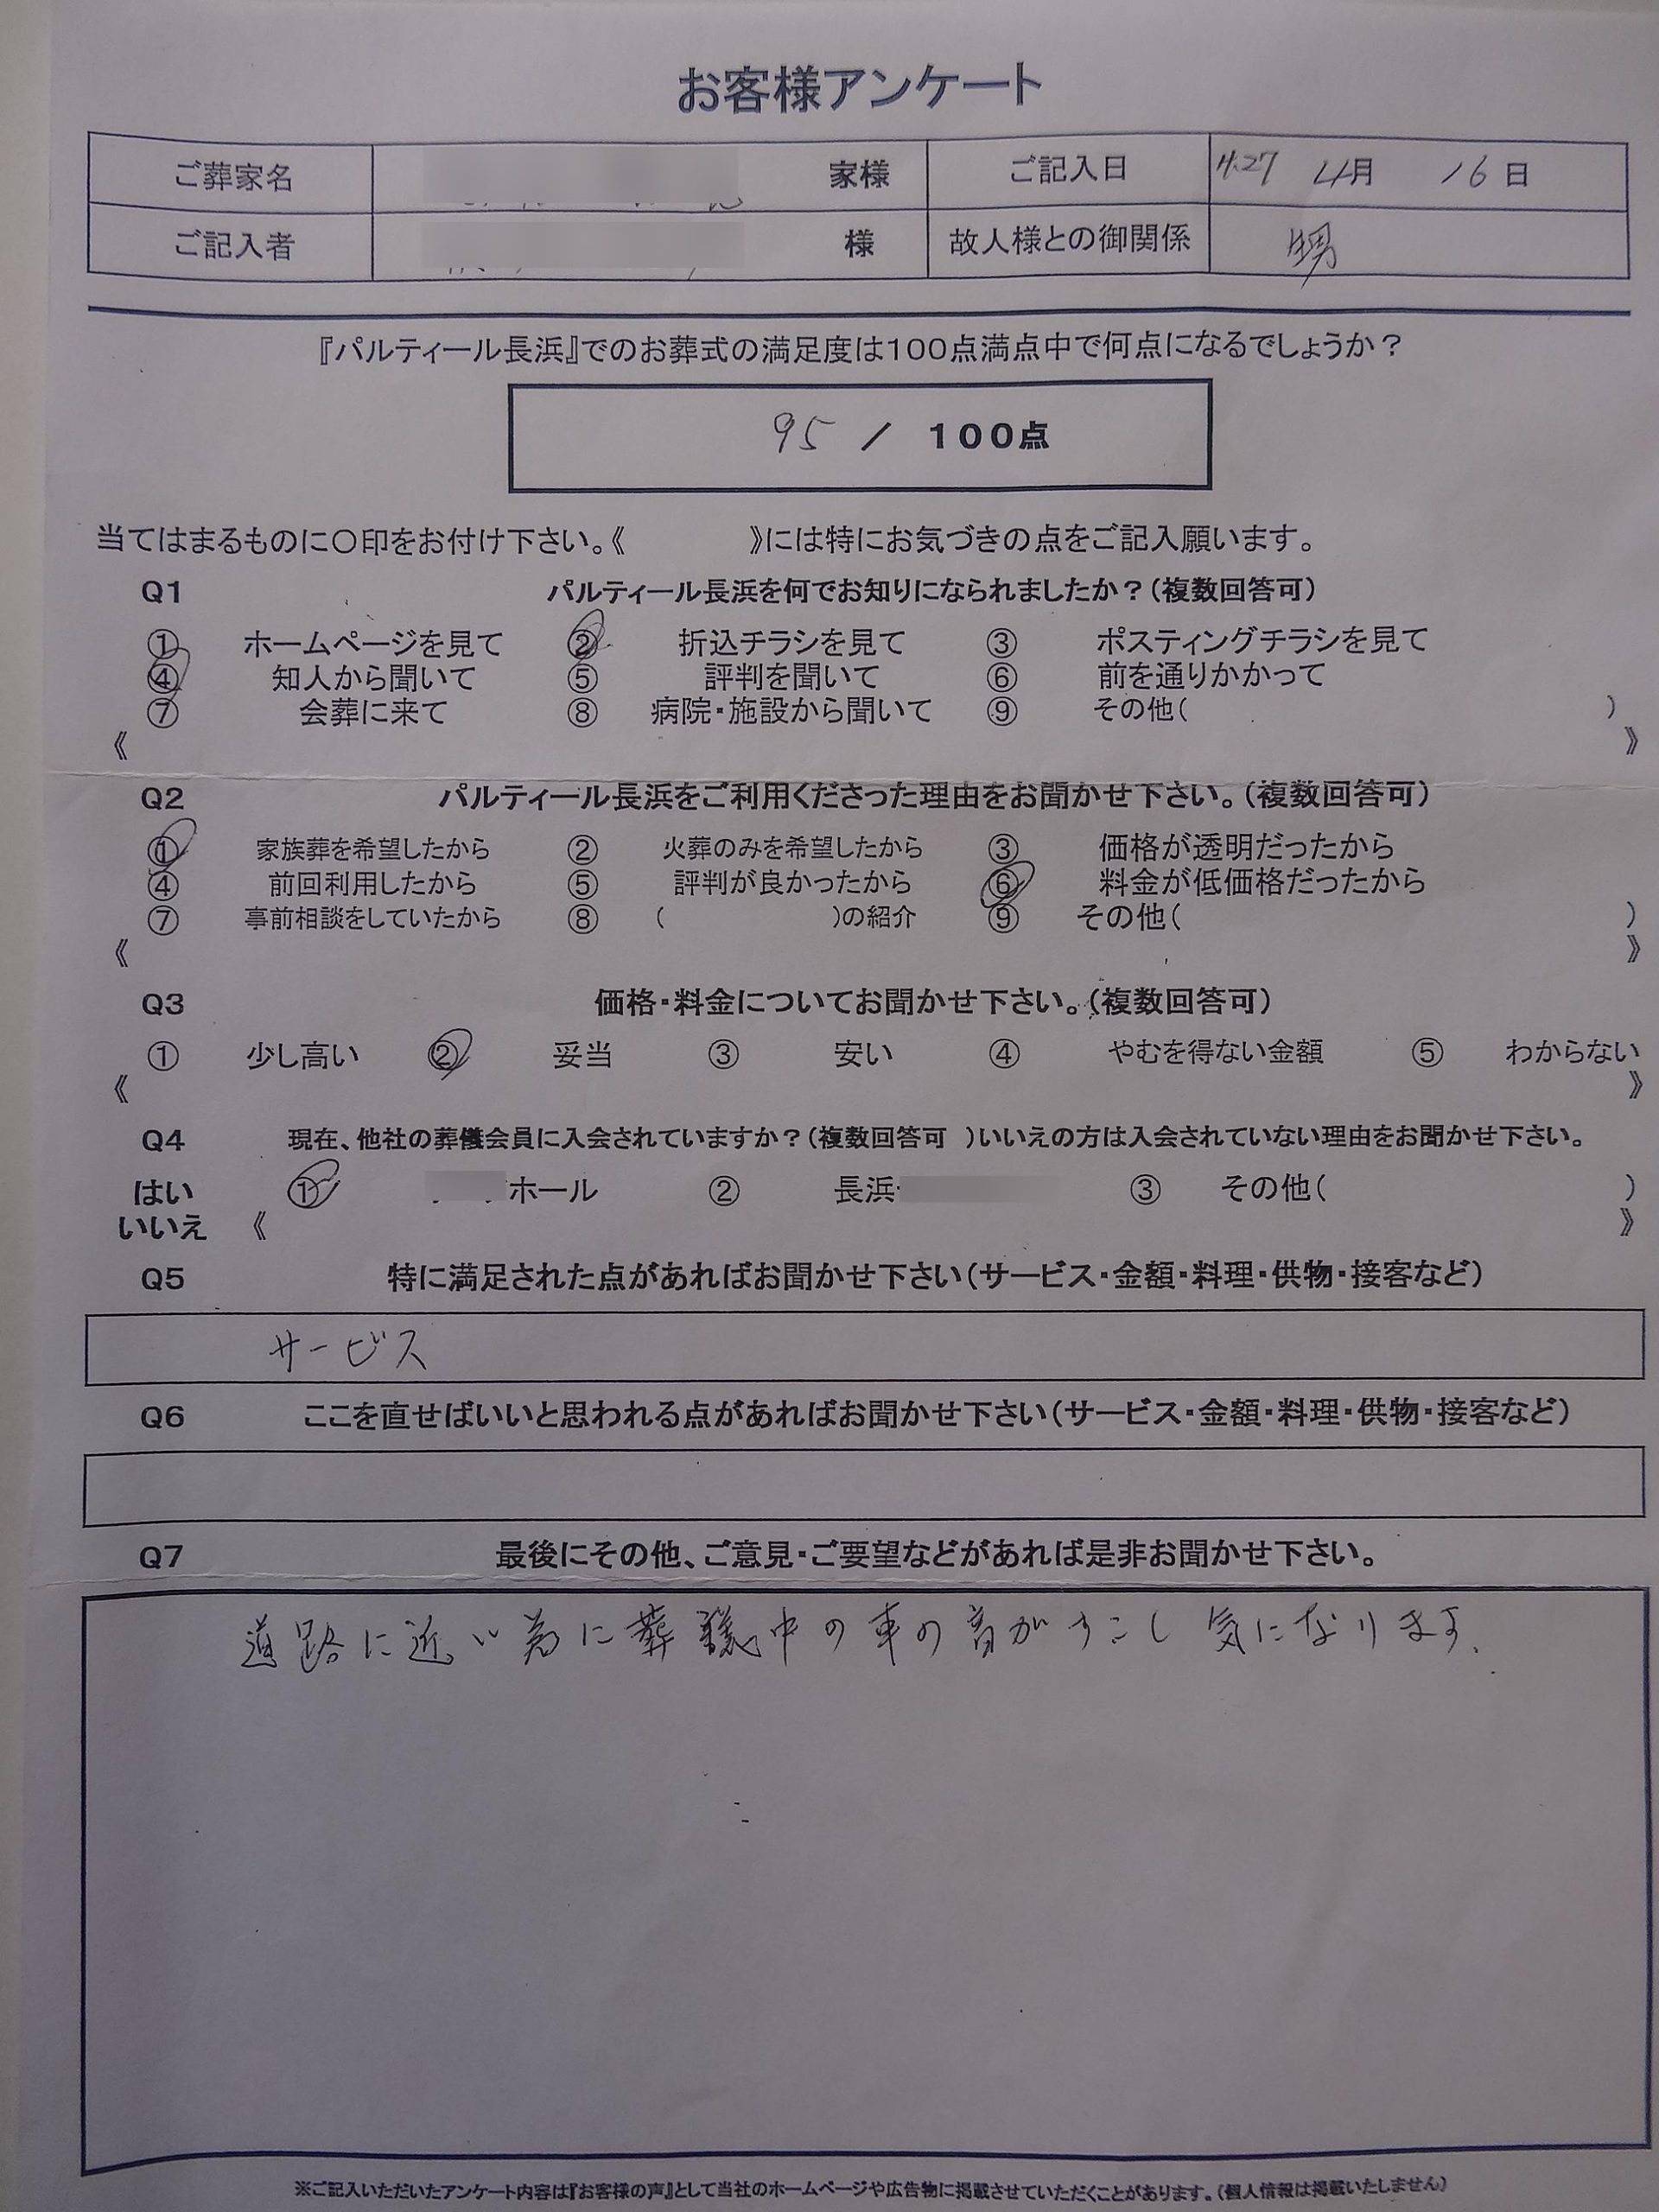 お客様アンケート
ご葬家名 家様 ご記入日 H.27 4月 16日
ご記入者 様 故人様との御関係 甥
『パルティール長浜』でのお葬式の満足度は100点満点中で何点になるでしょうか？
95 / 100点
当てはまるものに〇印をお付け下さい。《 》には特にお気づきの点をご記入願います。
Q1 パルティール長浜を何でお知りになられましたか？（複数回答可）
① ホームページを見て ② 折込チラシを見て ③ ポスティングチラシを見て
④ 知人から聞いて ⑤ 評判を聞いて ⑥ 前を通りかかって
⑦ 会葬に来て ⑧ 病院・施設から聞いて ⑨ その他（ ）
《 》
Q2 パルティール長浜をご利用くださった理由をお聞かせ下さい。（複数回答可）
① 家族葬を希望したから ② 火葬のみを希望したから ③ 価格が透明だったから
④ 前回利用したから ⑤ 評判が良かったから ⑥ 料金が低価格だったから
⑦ 事前相談をしていたから ⑧ （ ）の紹介 ⑨ その他（ ）
《 》
Q3 価格・料金についてお聞かせ下さい。（複数回答可）
① 少し高い ② 妥当 ③ 安い ④ やむを得ない金額 ⑤ わからない
《 》
Q4 現在、他社の葬儀会員に入会されていますか？（複数回答可 ）いいえの方は入会されていない理由をお聞かせ下さい。
はい ① ホール ② 長浜 ③ その他（ ）
いいえ 《 》
Q5 特に満足された点があればお聞かせ下さい（サービス・金額・料理・供物・接客など）
サービス
Q6 ここを直せばいいと思われる点があればお聞かせ下さい（サービス・金額・料理・供物・接客など）
Q7 最後にその他、ご意見・ご要望などがあれば是非お聞かせ下さい。
道路に近い為に葬議中の車の音がすこし気になります.
※ご記入いただいたアンケート内容は『お客様の声』として当社のホームページや広告物に掲載させていただくことがあります。（個人情報は掲載いたしません）